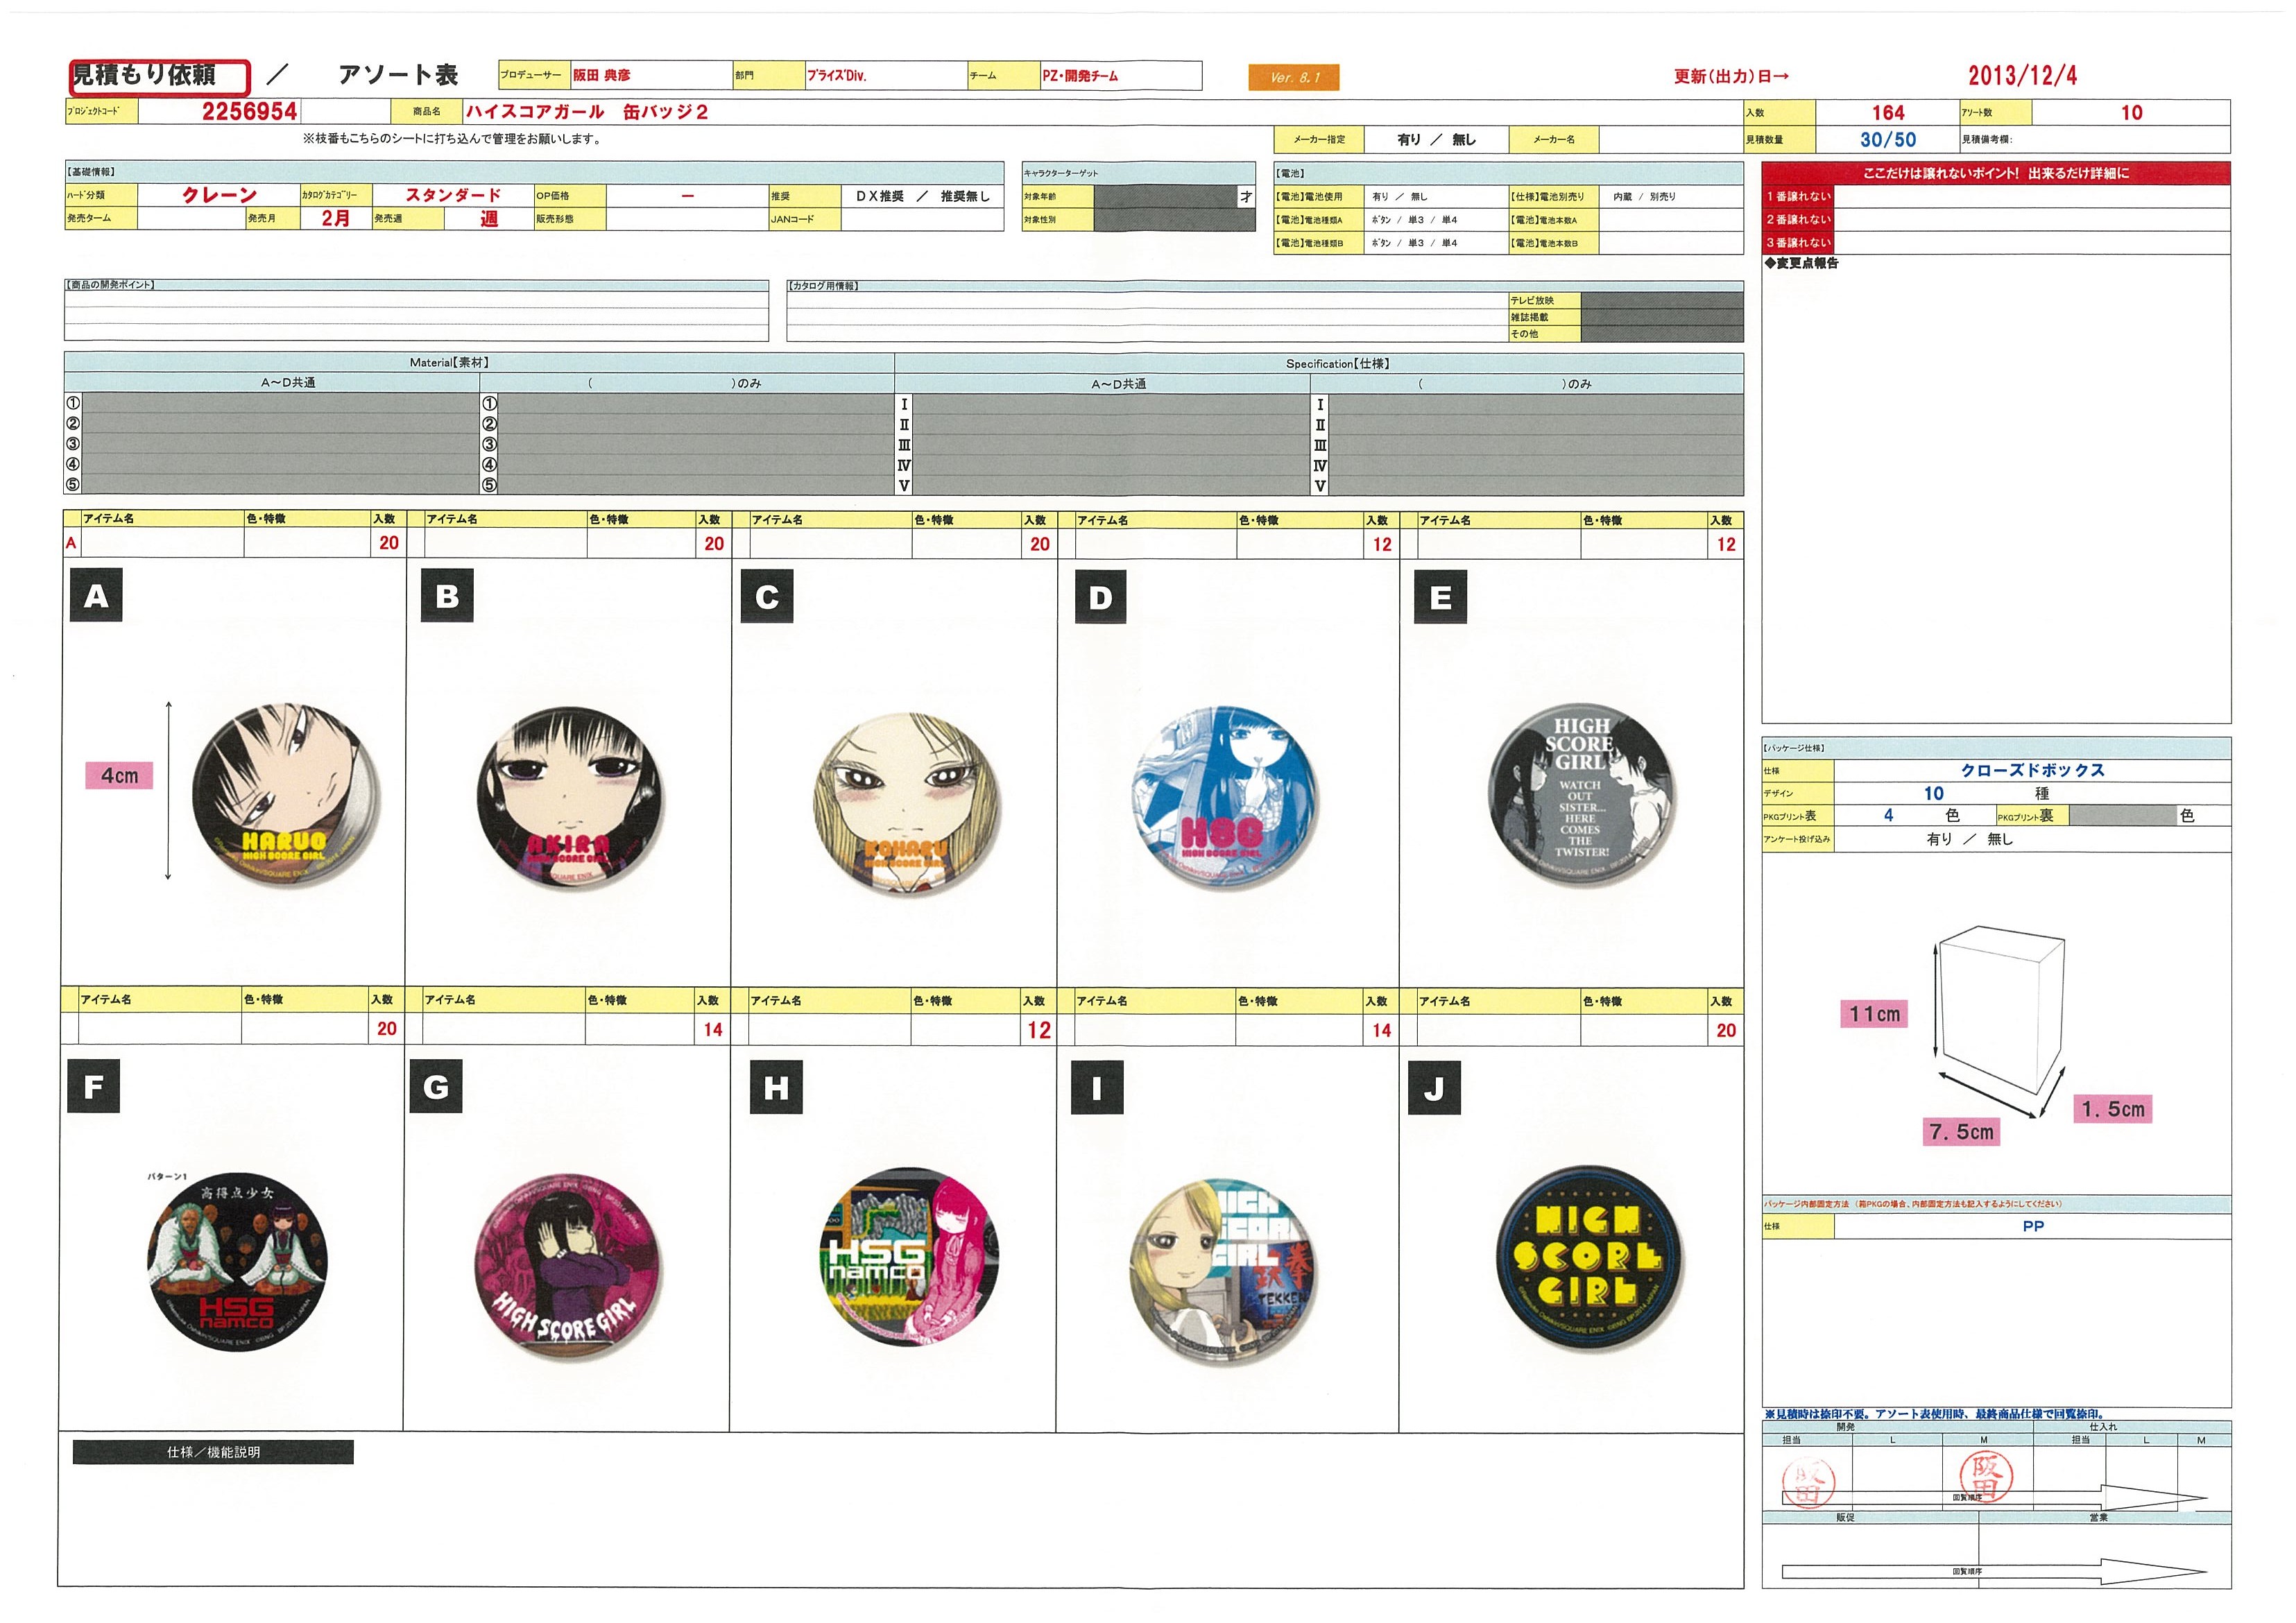 見積もり依頼 ／ アソート表 プロデューサー 阪田 典彦 部門 プライズDiv. チーム PZ・開発チーム Ver. 8.1 更新(出力)日→ 2013/12/4
プロジェクトコード 2256954 商品名 ハイスコアガール 缶バッジ2 入数 164 アソート数 10
※枝番もこちらのシートに打ち込んで管理をお願いします。 メーカー指定 有り ／ 無し メーカー名 見積数量 30/50 見積備考欄:
【基礎情報】
ハード分類 クレーン カタログカテゴリー スタンダード OP価格 － 推奨 DX推奨 ／ 推奨無し
発売ターム 発売月 2月 発売週 週 販売形態 JANコード
キャラクターターゲット
対象年齢 才
対象性別
【電池】
【電池】電池使用 有り ／ 無し 【仕様】電池別売り 内蔵 ／ 別売り
【電池】電池種類A ボタン ／ 単3 ／ 単4 【電池】電池本数A
【電池】電池種類B ボタン ／ 単3 ／ 単4 【電池】電池本数B
ここだけは譲れないポイント! 出来るだけ詳細に
1番譲れない
2番譲れない
3番譲れない
◆変更点報告
【商品の開発ポイント】
【カタログ用情報】
テレビ放映
雑誌掲載
その他
Material【素材】 Specification【仕様】
A～D共通 ( )のみ A～D共通 ( )のみ
① ① Ⅰ Ⅰ
② ② Ⅱ Ⅱ
③ ③ Ⅲ Ⅲ
④ ④ Ⅳ Ⅳ
⑤ ⑤ Ⅴ Ⅴ
アイテム名 色・特徴 入数 アイテム名 色・特徴 入数 アイテム名 色・特徴 入数 アイテム名 色・特徴 入数 アイテム名 色・特徴 入数
A 20 20 20 12 12
A B C D E
4cm
HARUO
HIGH SCORE GIRL
AKIRA
HIGH SCORE GIRL
KOHARU
HIGH SCORE GIRL
HSG
HIGH SCORE GIRL
HIGH
SCORE
GIRL
WATCH
OUT
SISTER...
HERE
COMES
THE
TWISTER!
アイテム名 色・特徴 入数 アイテム名 色・特徴 入数 アイテム名 色・特徴 入数 アイテム名 色・特徴 入数 アイテム名 色・特徴 入数
20 14 12 14 20
F G H I J
パターン1
高得点少女
HSG
namco
HIGH SCORE GIRL
HSG
namco
HIGH
SCORE
GIRL
鉄拳
TEKKEN
HIGH
SCORE
GIRL
仕様／機能説明
【パッケージ仕様】
仕様 クローズドボックス
デザイン 10 種
PKGプリント表 4 色 PKGプリント裏 色
アンケート投げ込み 有り ／ 無し
11cm
7.5cm
1.5cm
パッケージ内部固定方法 (箱PKGの場合、内部固定方法も記入するようにしてください)
仕様 PP
※見積時は捺印不要。アソート表使用時、最終商品仕様で回覧捺印。
開発 仕入れ
担当 L M 担当 L M
阪田 阪田
回覧順序
販促 営業
回覧順序